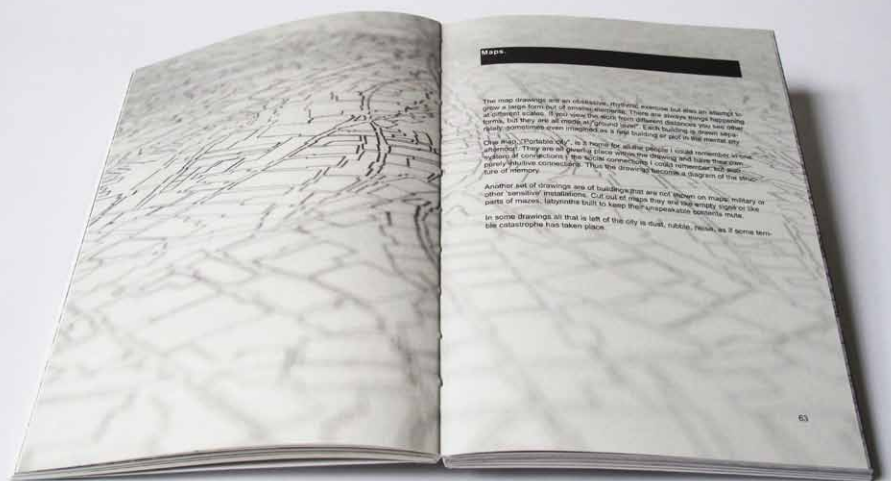 Maps.
The map drawings are an obsessive, rhythmic exercise but also an attempt to
grow a large form out of smaller elements. There are always things happening
at different scales. If you view the work from different distances you see other
forms, but they are all made at "ground level". Each building is drawn sepa-
rately, sometimes even imagined as a real building or plot in the mental city.
One map, "Portable city", is a home for all the people I could remember in one
afternoon. They are all given a place within the drawing and have their own
system of connections ( the social connections I could remember, but also
purely intuitive connections. Thus the drawings become a diagram of the struc-
ture of memory.
Another set of drawings are of buildings that are not shown on maps: military or
other 'sensitive' installations. Cut out of maps they are like empty signs or like
parts of mazes, labyrinths built to keep their unspeakable contents mute.
In some drawings all that is left of the city is dust, rubble, noise, as if some terri-
ble catastrophe has taken place.
63